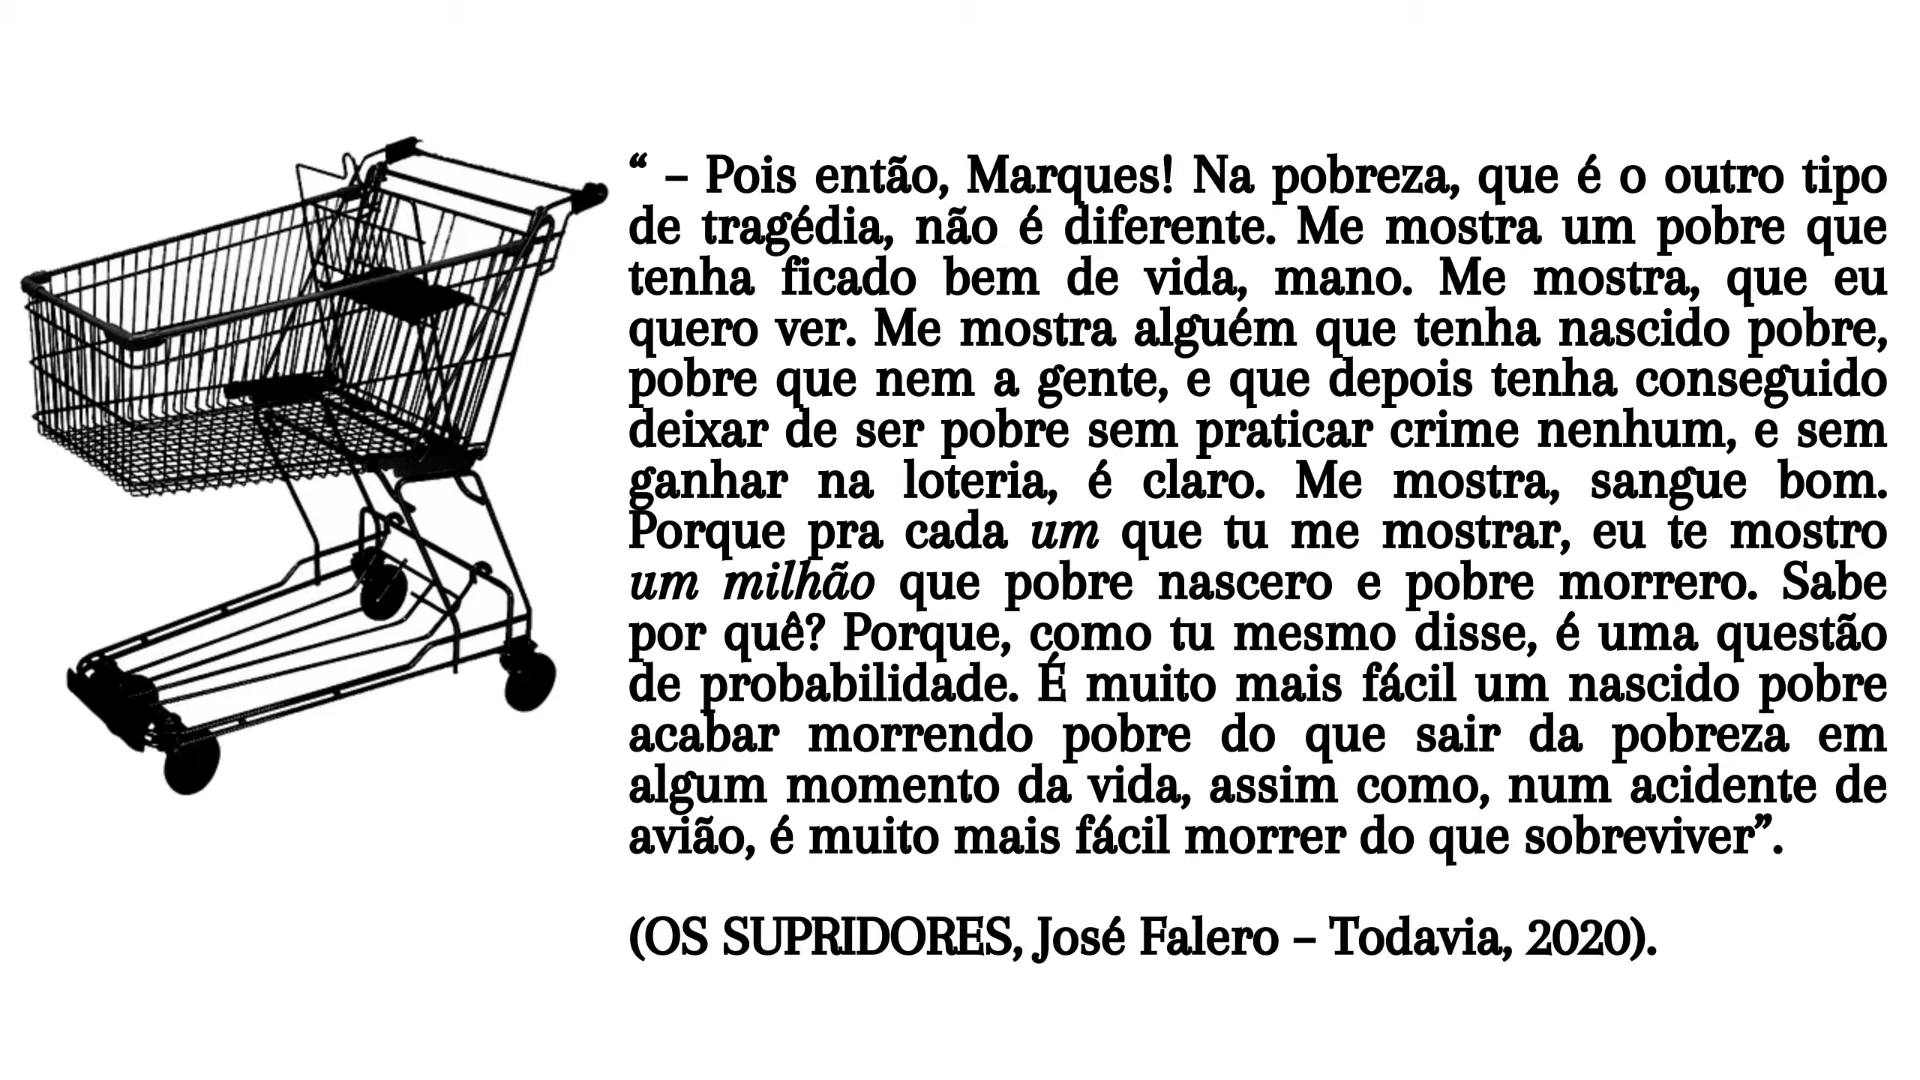 “ – Pois então, Marques! Na pobreza, que é o outro tipo
de tragédia, não é diferente. Me mostra um pobre que
tenha ficado bem de vida, mano. Me mostra, que eu
quero ver. Me mostra alguém que tenha nascido pobre,
pobre que nem a gente, e que depois tenha conseguido
deixar de ser pobre sem praticar crime nenhum, e sem
ganhar na loteria, é claro. Me mostra, sangue bom.
Porque pra cada um que tu me mostrar, eu te mostro
um milhão que pobre nascero e pobre morrero. Sabe
por quê? Porque, como tu mesmo disse, é uma questão
de probabilidade. É muito mais fácil um nascido pobre
acabar morrendo pobre do que sair da pobreza em
algum momento da vida, assim como, num acidente de
avião, é muito mais fácil morrer do que sobreviver”.
(OS SUPRIDORES, José Falero – Todavia, 2020).